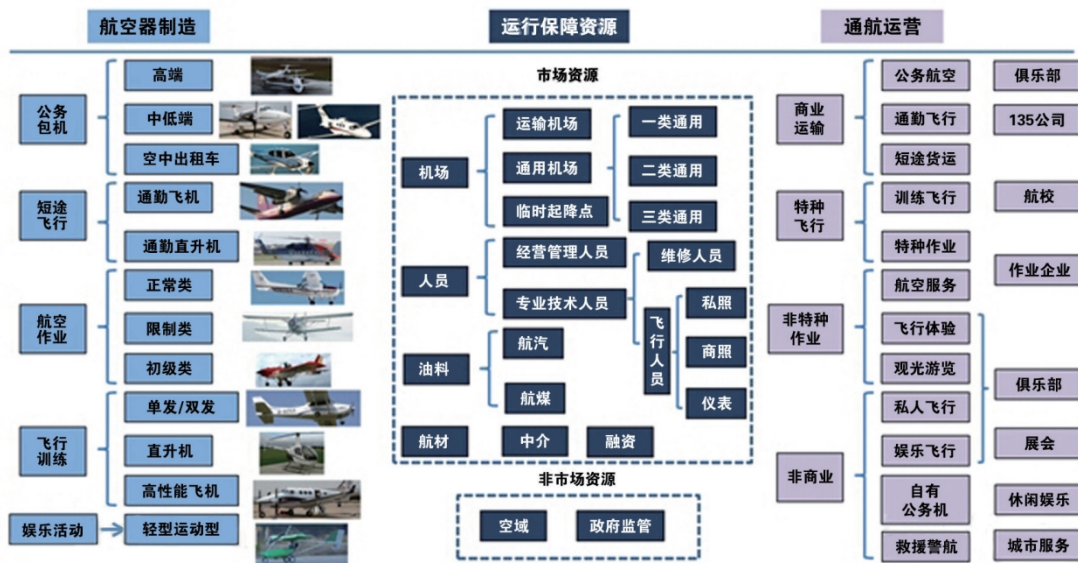 航空器制造
运行保障资源
通航运营
公务
包机
高端
中低端
空中出租车
短途
飞行
通勤飞机
通勤直升机
航空
作业
正常类
限制类
初级类
飞行
训练
单发/双发
直升机
高性能飞机
娱乐活动
轻型运动型
市场资源
机场
运输机场
通用机场
临时起降点
一类通用
二类通用
三类通用
人员
经营管理人员
专业技术人员
维修人员
飞行人员
私照
商照
仪表
油料
航汽
航煤
航材
中介
融资
非市场资源
空域
政府监管
商业
运输
公务航空
通勤飞行
短途货运
俱乐部
135公司
特种
飞行
训练飞行
特种作业
航校
作业企业
非特种
作业
航空服务
飞行体验
观光游览
非商业
私人飞行
娱乐飞行
自有
公务机
救援警航
俱乐部
展会
休闲娱乐
城市服务